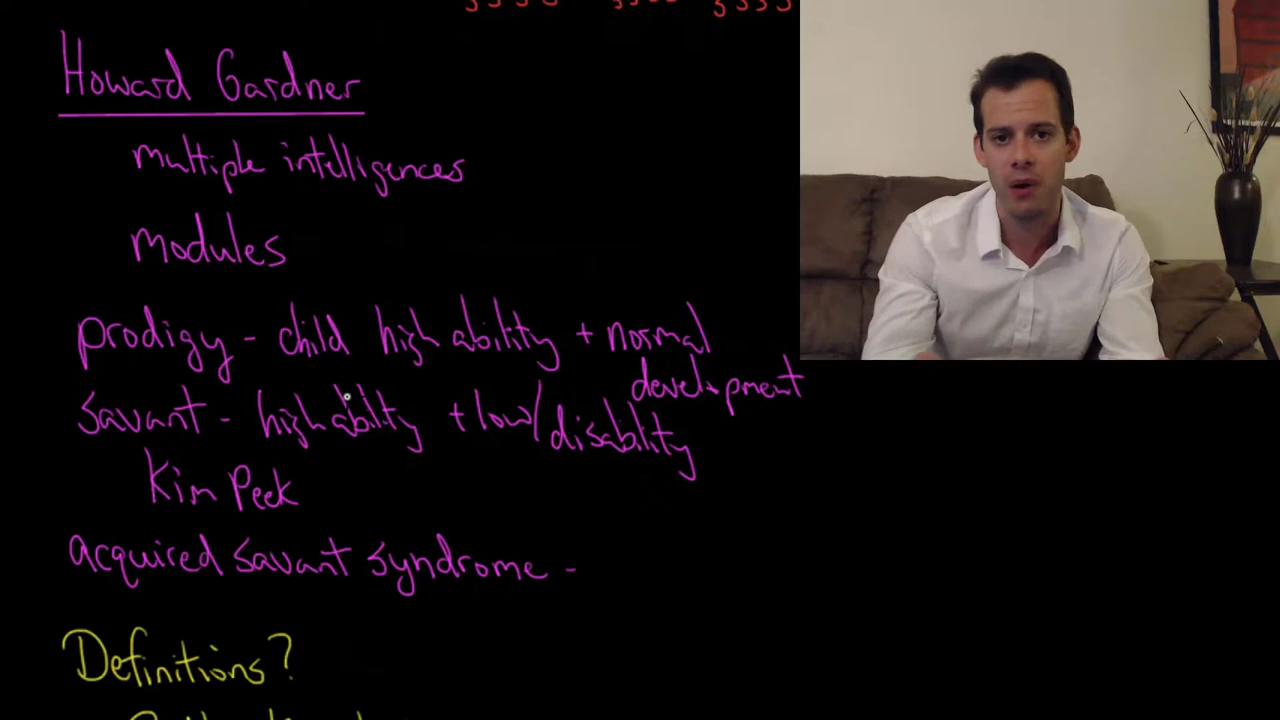 Howard Gardner
multiple intelligences
modules
prodigy - child high ability + normal
development
savant - high ability + low/disability
Kim Peek
acquired savant syndrome -
Definitions?